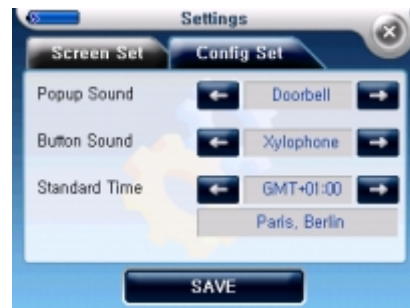 Settings
Screen Set Config Set
Popup Sound Doorbell
Button Sound Xylophone
Standard Time GMT+01:00
Paris, Berlin
SAVE